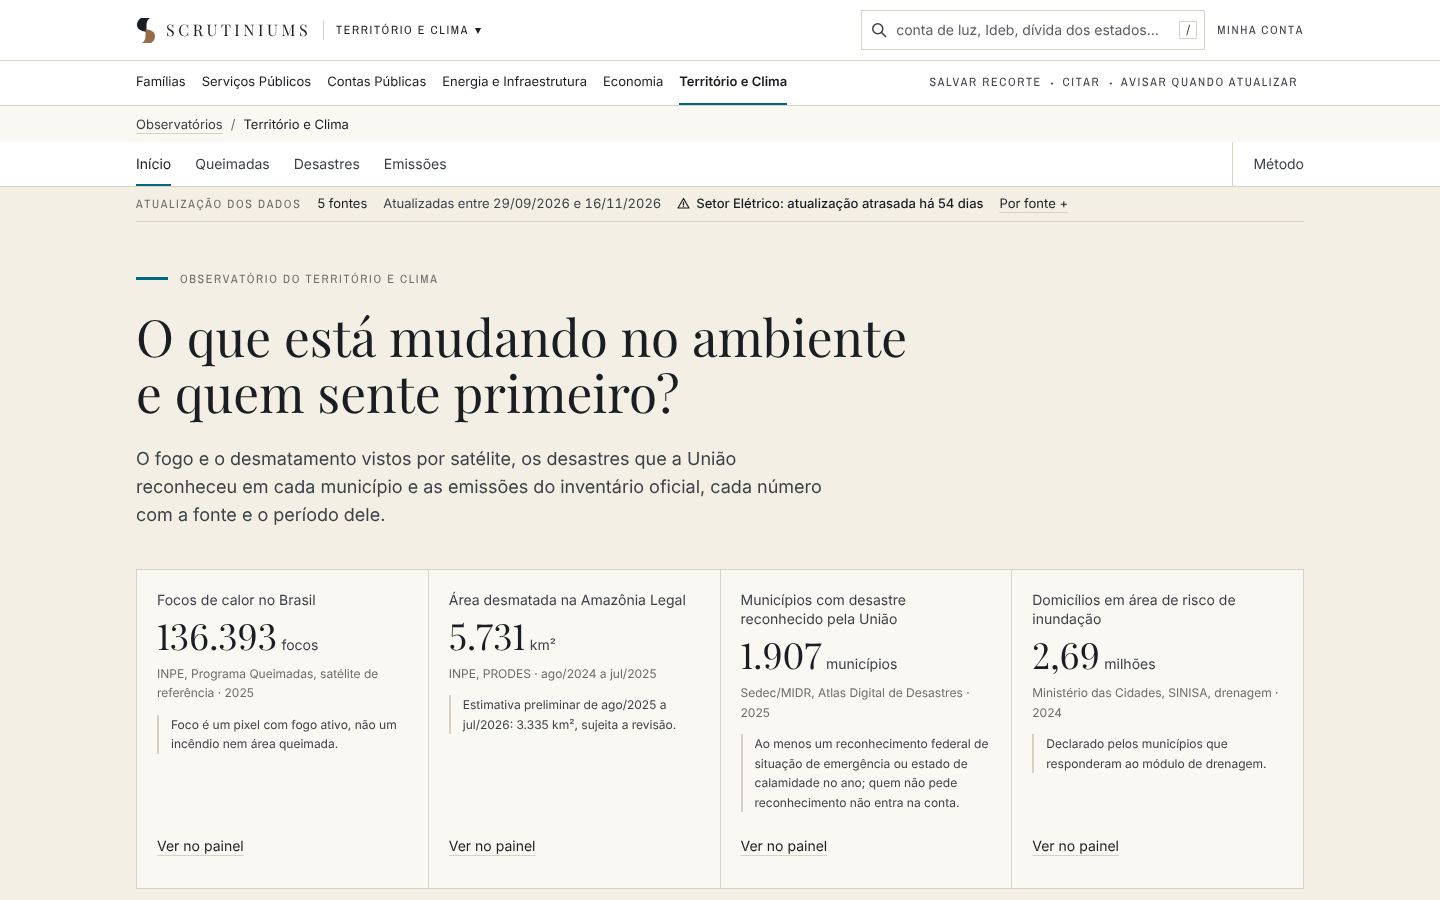 SCRUTINIUMS
TERRITÓRIO E CLIMA ▾
conta de luz, Ideb, dívida dos estados...
/
MINHA CONTA
Famílias
Serviços Públicos
Contas Públicas
Energia e Infraestrutura
Economia
Território e Clima
SALVAR RECORTE · CITAR · AVISAR QUANDO ATUALIZAR
Observatórios / Território e Clima
Início
Queimadas
Desastres
Emissões
Método
ATUALIZAÇÃO DOS DADOS
5 fontes
Atualizadas entre 29/09/2026 e 16/11/2026
⚠ Setor Elétrico: atualização atrasada há 54 dias
Por fonte +
OBSERVATÓRIO DO TERRITÓRIO E CLIMA
O que está mudando no ambiente
e quem sente primeiro?
O fogo e o desmatamento vistos por satélite, os desastres que a União
reconheceu em cada município e as emissões do inventário oficial, cada número
com a fonte e o período dele.
Focos de calor no Brasil
136.393 focos
INPE, Programa Queimadas, satélite de
referência · 2025
Foco é um pixel com fogo ativo, não um
incêndio nem área queimada.
Ver no painel
Área desmatada na Amazônia Legal
5.731 km²
INPE, PRODES · ago/2024 a jul/2025
Estimativa preliminar de ago/2025 a
jul/2026: 3.335 km², sujeita a revisão.
Ver no painel
Municípios com desastre
reconhecido pela União
1.907 municípios
Sedec/MIDR, Atlas Digital de Desastres ·
2025
Ao menos um reconhecimento federal de
situação de emergência ou estado de
calamidade no ano; quem não pede
reconhecimento não entra na conta.
Ver no painel
Domicílios em área de risco de
inundação
2,69 milhões
Ministério das Cidades, SINISA, drenagem ·
2024
Declarado pelos municípios que
responderam ao módulo de drenagem.
Ver no painel